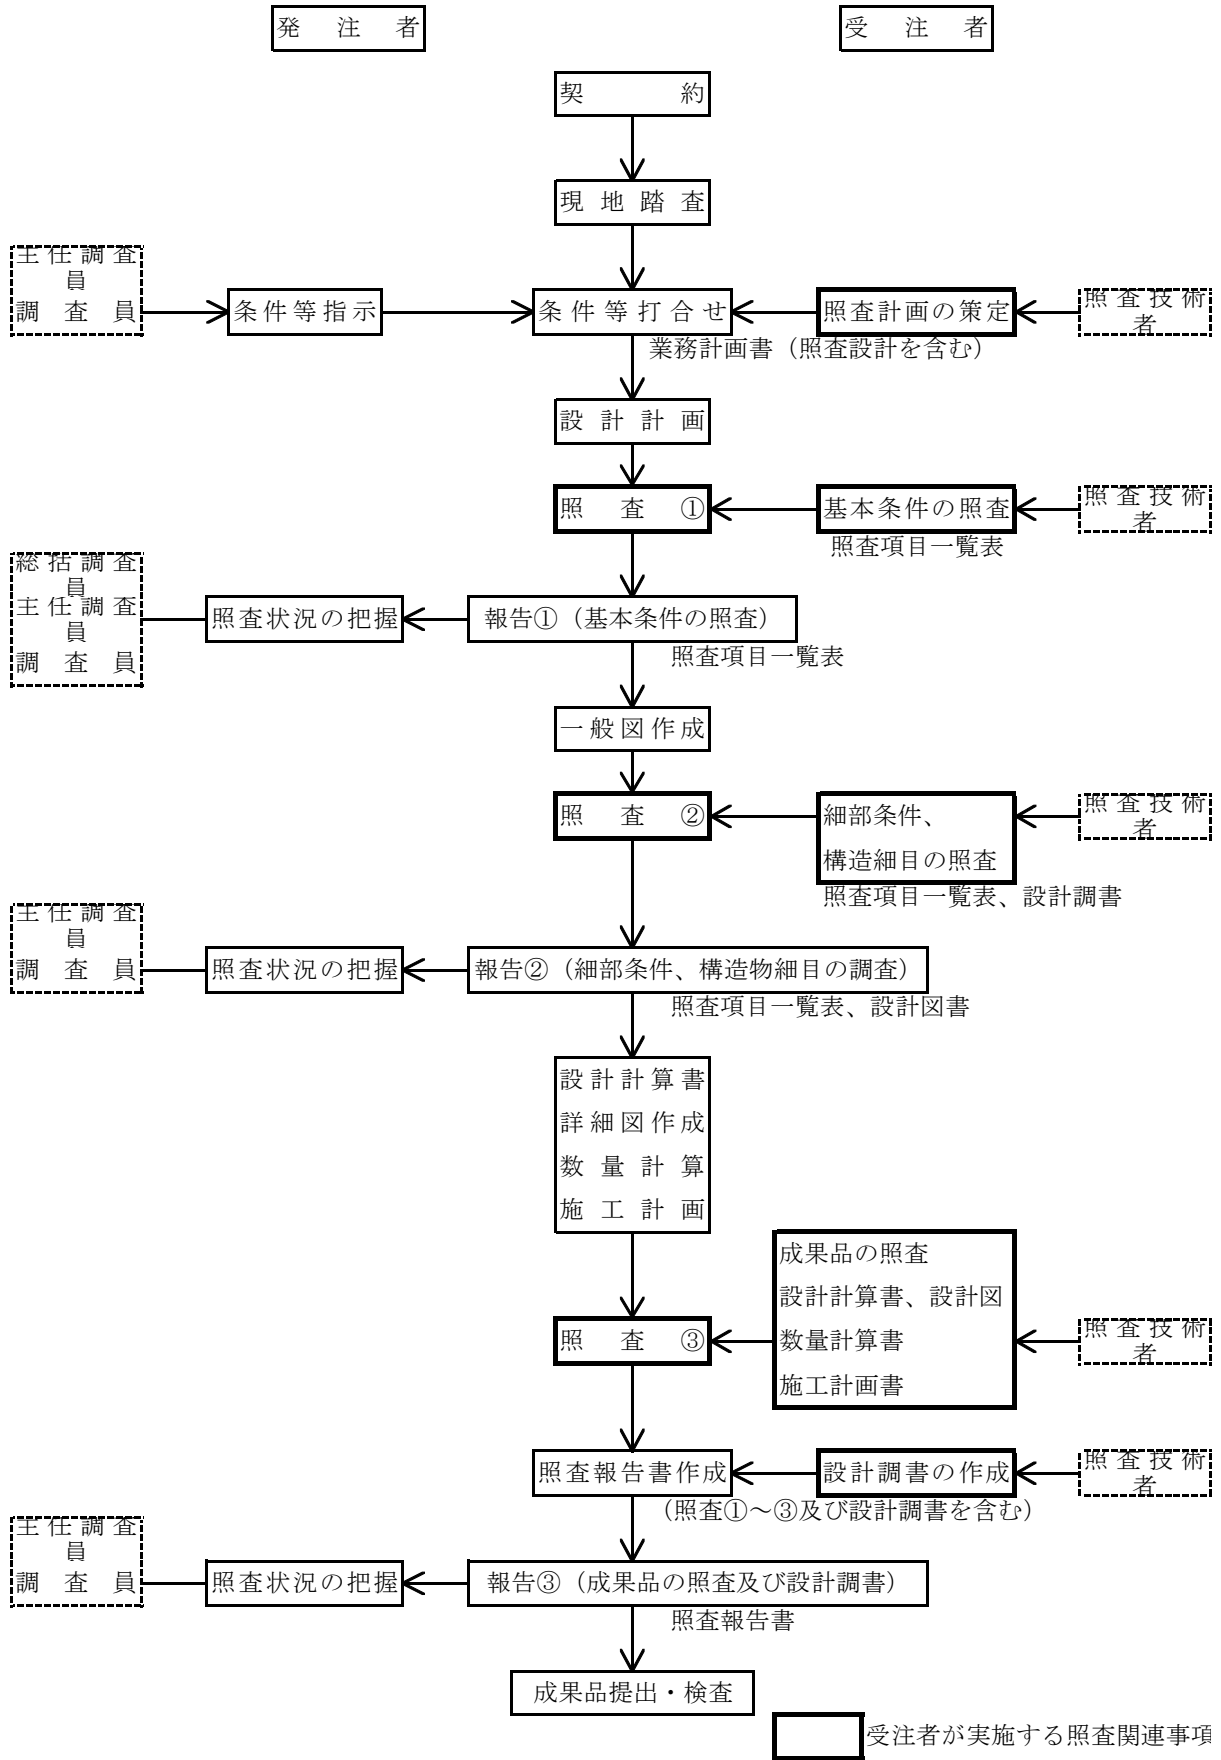 発注者
受注者
契約
現地踏査
主任調査
員
調査員
条件等指示
条件等打合せ
照査計画の策定
照査技術
者
業務計画書（照査設計を含む）
設計計画
照査①
基本条件の照査
照査技術
者
照査項目一覧表
総括調査
員
主任調査
員
調査員
照査状況の把握
報告①（基本条件の照査）
照査項目一覧表
一般図作成
照査②
細部条件、
構造細目の照査
照査技術
者
照査項目一覧表、設計調書
主任調査
員
調査員
照査状況の把握
報告②（細部条件、構造物細目の調査）
照査項目一覧表、設計図書
設計計算書
詳細図作成
数量計算
施工計画
成果品の照査
設計計算書、設計図
数量計算書
施工計画書
照査③
照査技術
者
照査報告書作成
設計調書の作成
照査技術
者
（照査①～③及び設計調書を含む）
主任調査
員
調査員
照査状況の把握
報告③（成果品の照査及び設計調書）
照査報告書
成果品提出・検査
受注者が実施する照査関連事項